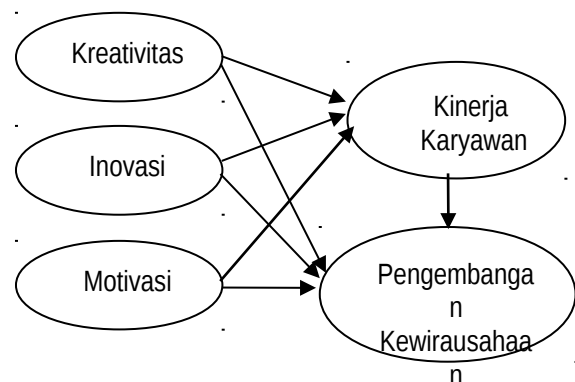 Kreativitas
Kinerja
Karyawan
Inovasi
Motivasi
Pengembanga
n
Kewirausahaa
n